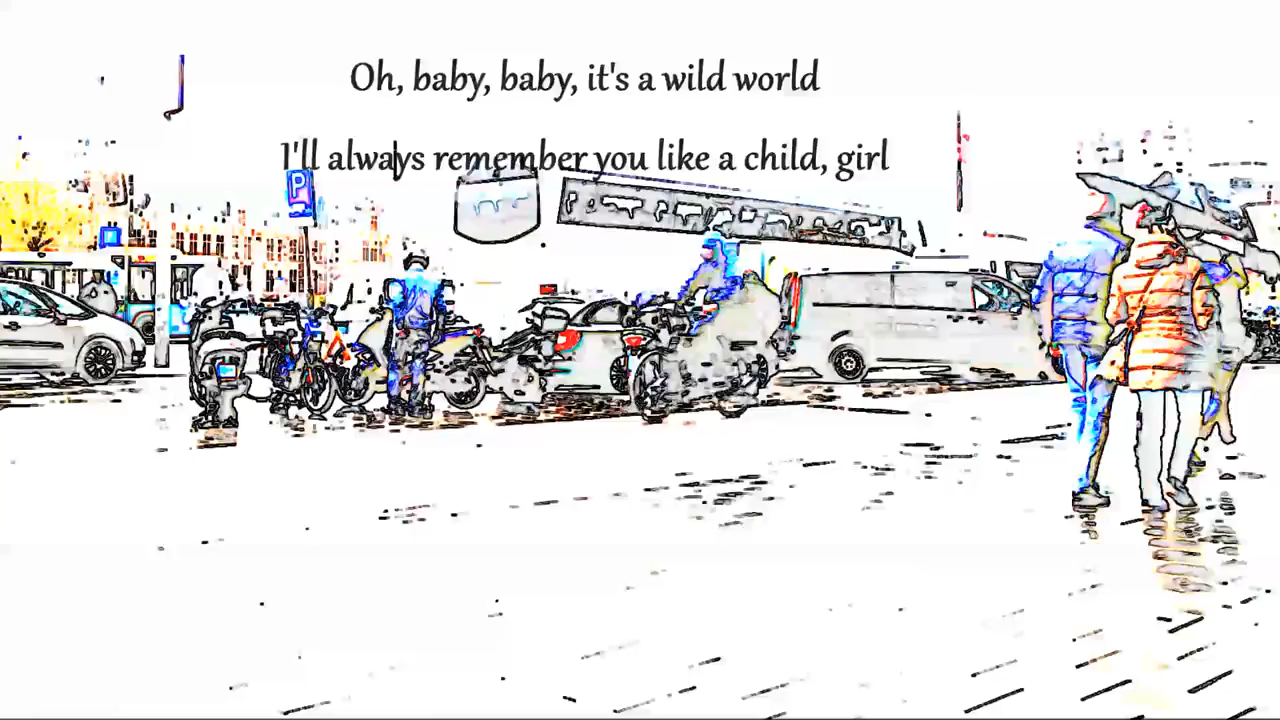 Oh, baby, baby, it's a wild world
I'll always remember you like a child, girl
P